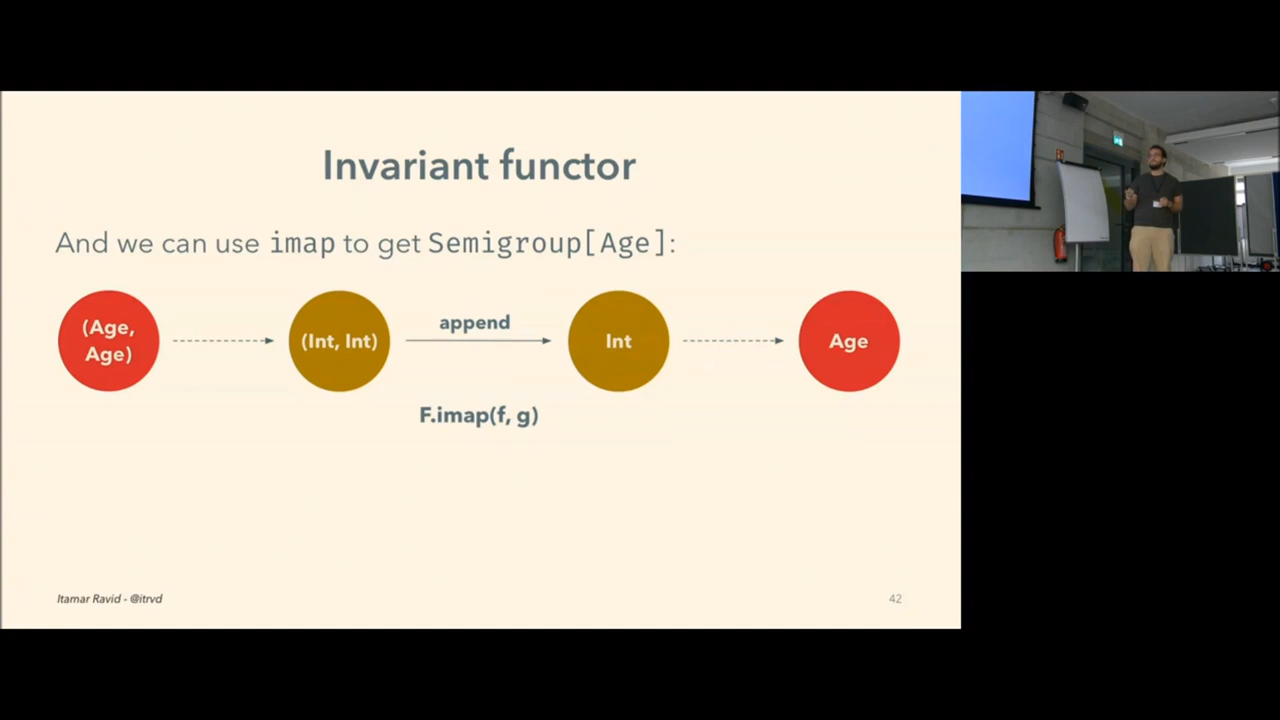 Invariant functor
And we can use imap to get Semigroup[Age]:
(Age,
Age)
(Int, Int)
append
Int
Age
F.imap(f, g)
Itamar Ravid - @itrvd
42